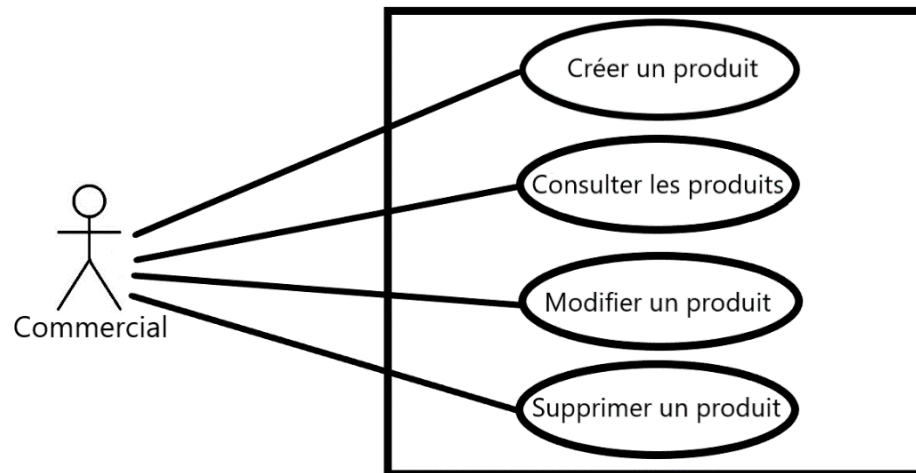 Créer un produit
Consulter les produits
Modifier un produit
Commercial
Supprimer un produit